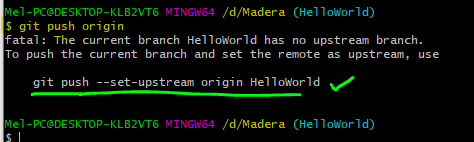 Mel-PC@DESKTOP-KLB2VT6 MINGW64 /d/Madera (HelloWorld)
$ git push origin
fatal: The current branch HelloWorld has no upstream branch.
To push the current branch and set the remote as upstream, use
git push --set-upstream origin HelloWorld
Mel-PC@DESKTOP-KLB2VT6 MINGW64 /d/Madera (HelloWorld)
$